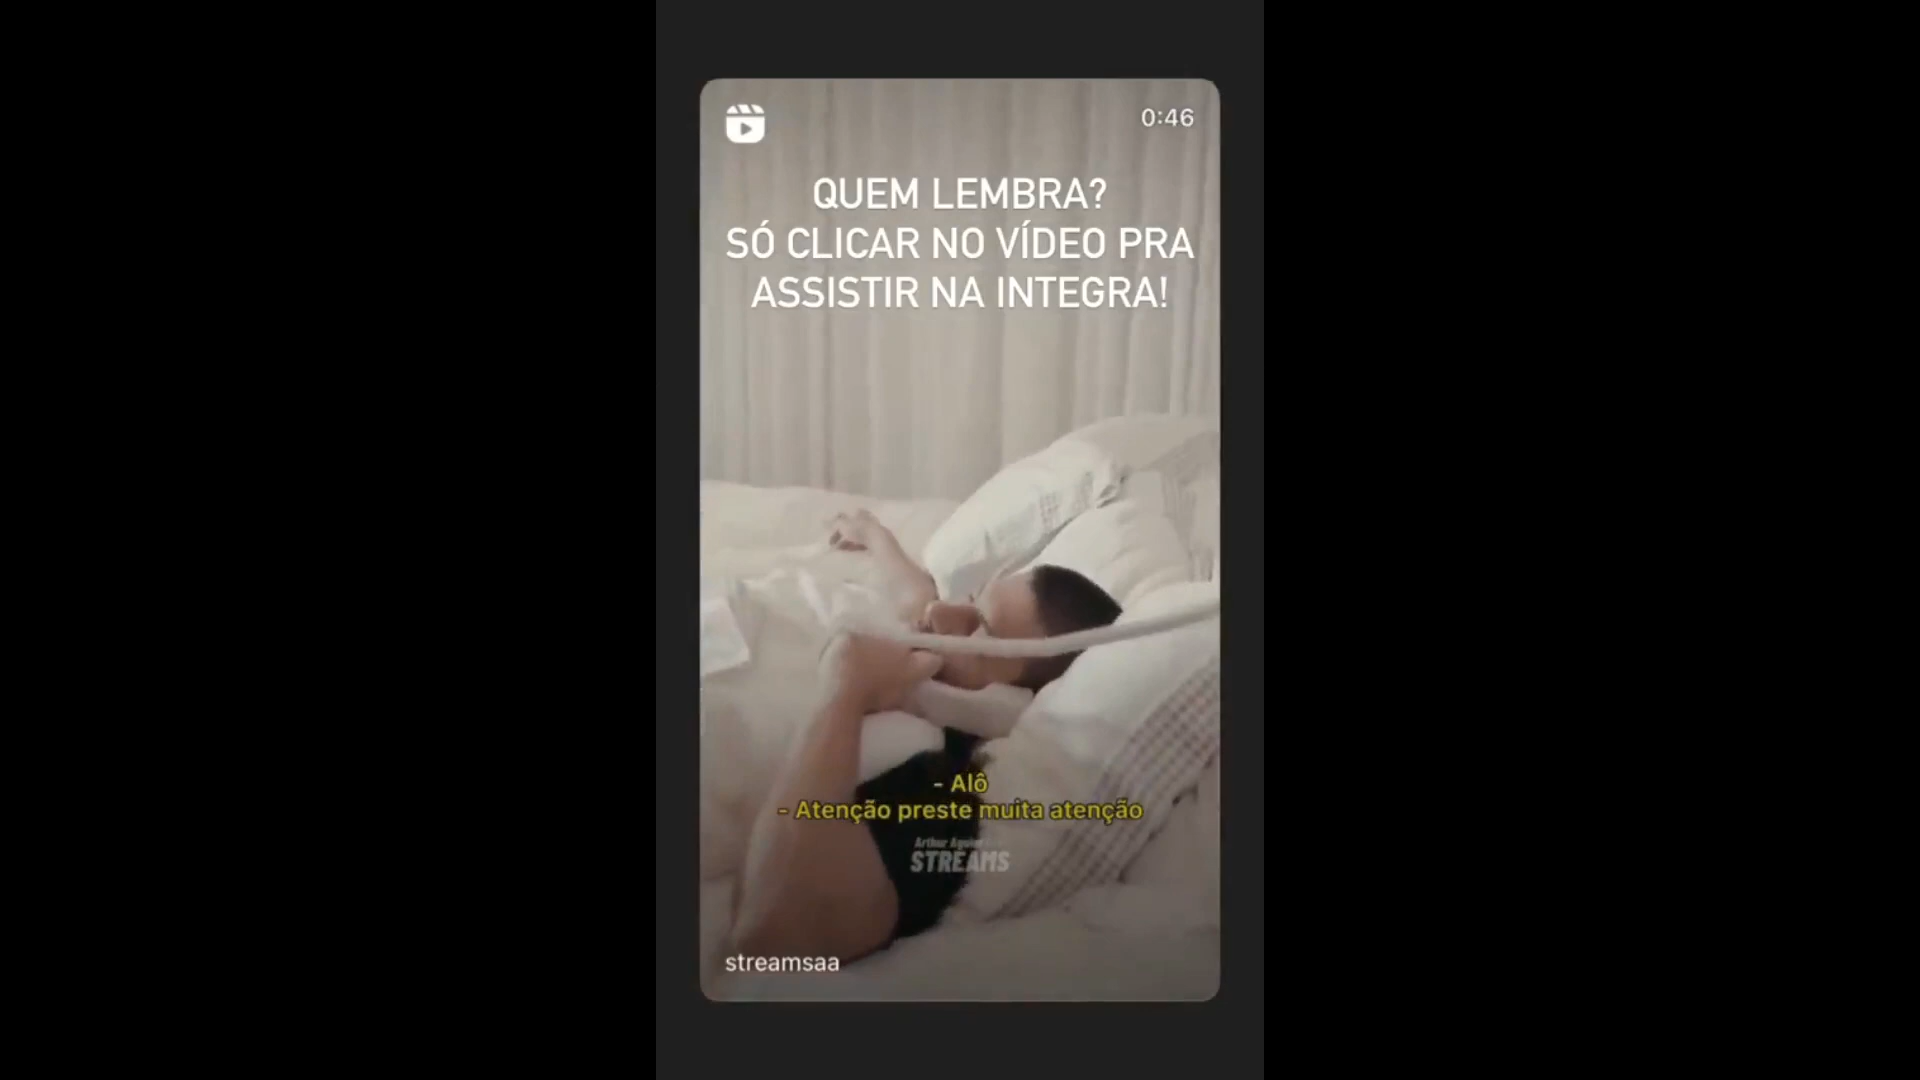 0:46
QUEM LEMBRA?
SÓ CLICAR NO VÍDEO PRA
ASSISTIR NA INTEGRA!
- Alô
- Atenção preste muita atenção
Arthur
STREAMS
streamsaa